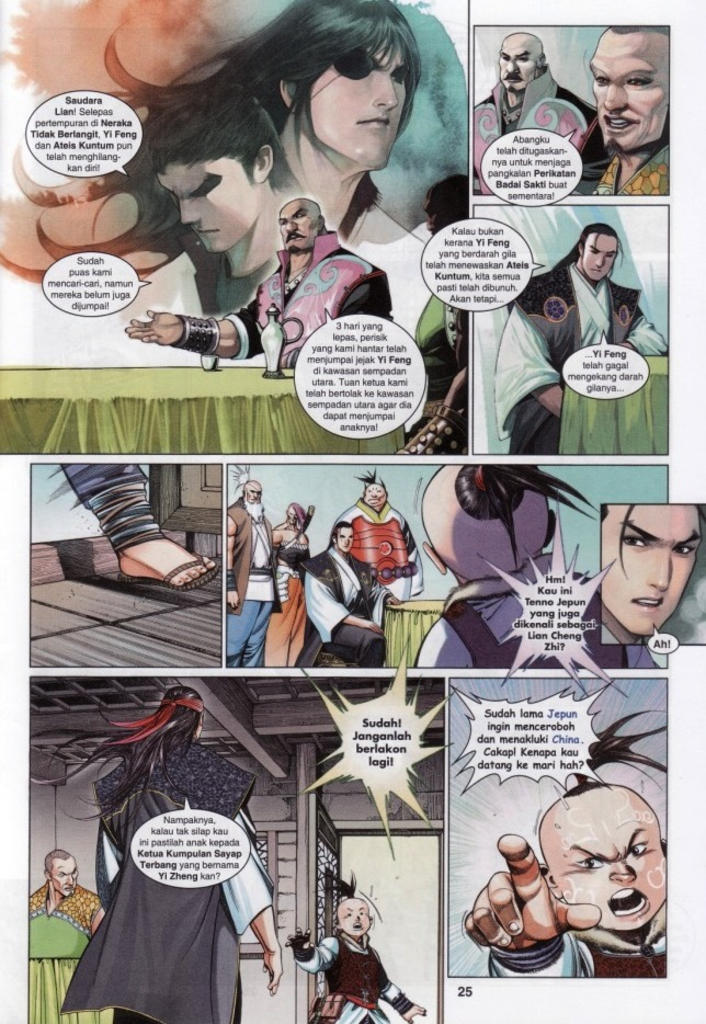 Saudara
Lian! Selepas
pertempuran di Neraka
Tidak Berlangit, Yi Feng
dan Ateis Kuntum pun
telah menghilang-
kan diri!
Sudah
puas kami
mencari-cari, namun
mereka belum juga
dijumpai!
3 hari yang
lepas, perisik
yang kami hantar telah
menjumpai jejak Yi Feng
di kawasan sempadan
utara. Tuan ketua kami
telah bertolak ke kawasan
sempadan utara agar dia
dapat menjumpai
anaknya!
Abangku
telah ditugaskan-
nya untuk menjaga
pangkalan Perikatan
Badai Sakti buat
sementara!
Kalau bukan
kerana Yi Feng
yang berdarah gila
telah menewaskan Ateis
Kuntum, kita semua
pasti telah dibunuh.
Akan tetapi...
...Yi Feng
telah gagal
mengekang darah
gilanya...
Hm!
Kau ini
Tenno Jepun
yang juga
dikenali sebagai
Lian Cheng
Zhi?
Ah!
Nampaknya,
kalau tak silap kau
ini pastilah anak kepada
Ketua Kumpulan Sayap
Terbang yang bernama
Yi Zheng kan?
Sudah!
Janganlah
berlakon
lagi!
Sudah lama Jepun
ingin menceroboh
dan menakluki China.
Cakap! Kenapa kau
datang ke mari hah?
25